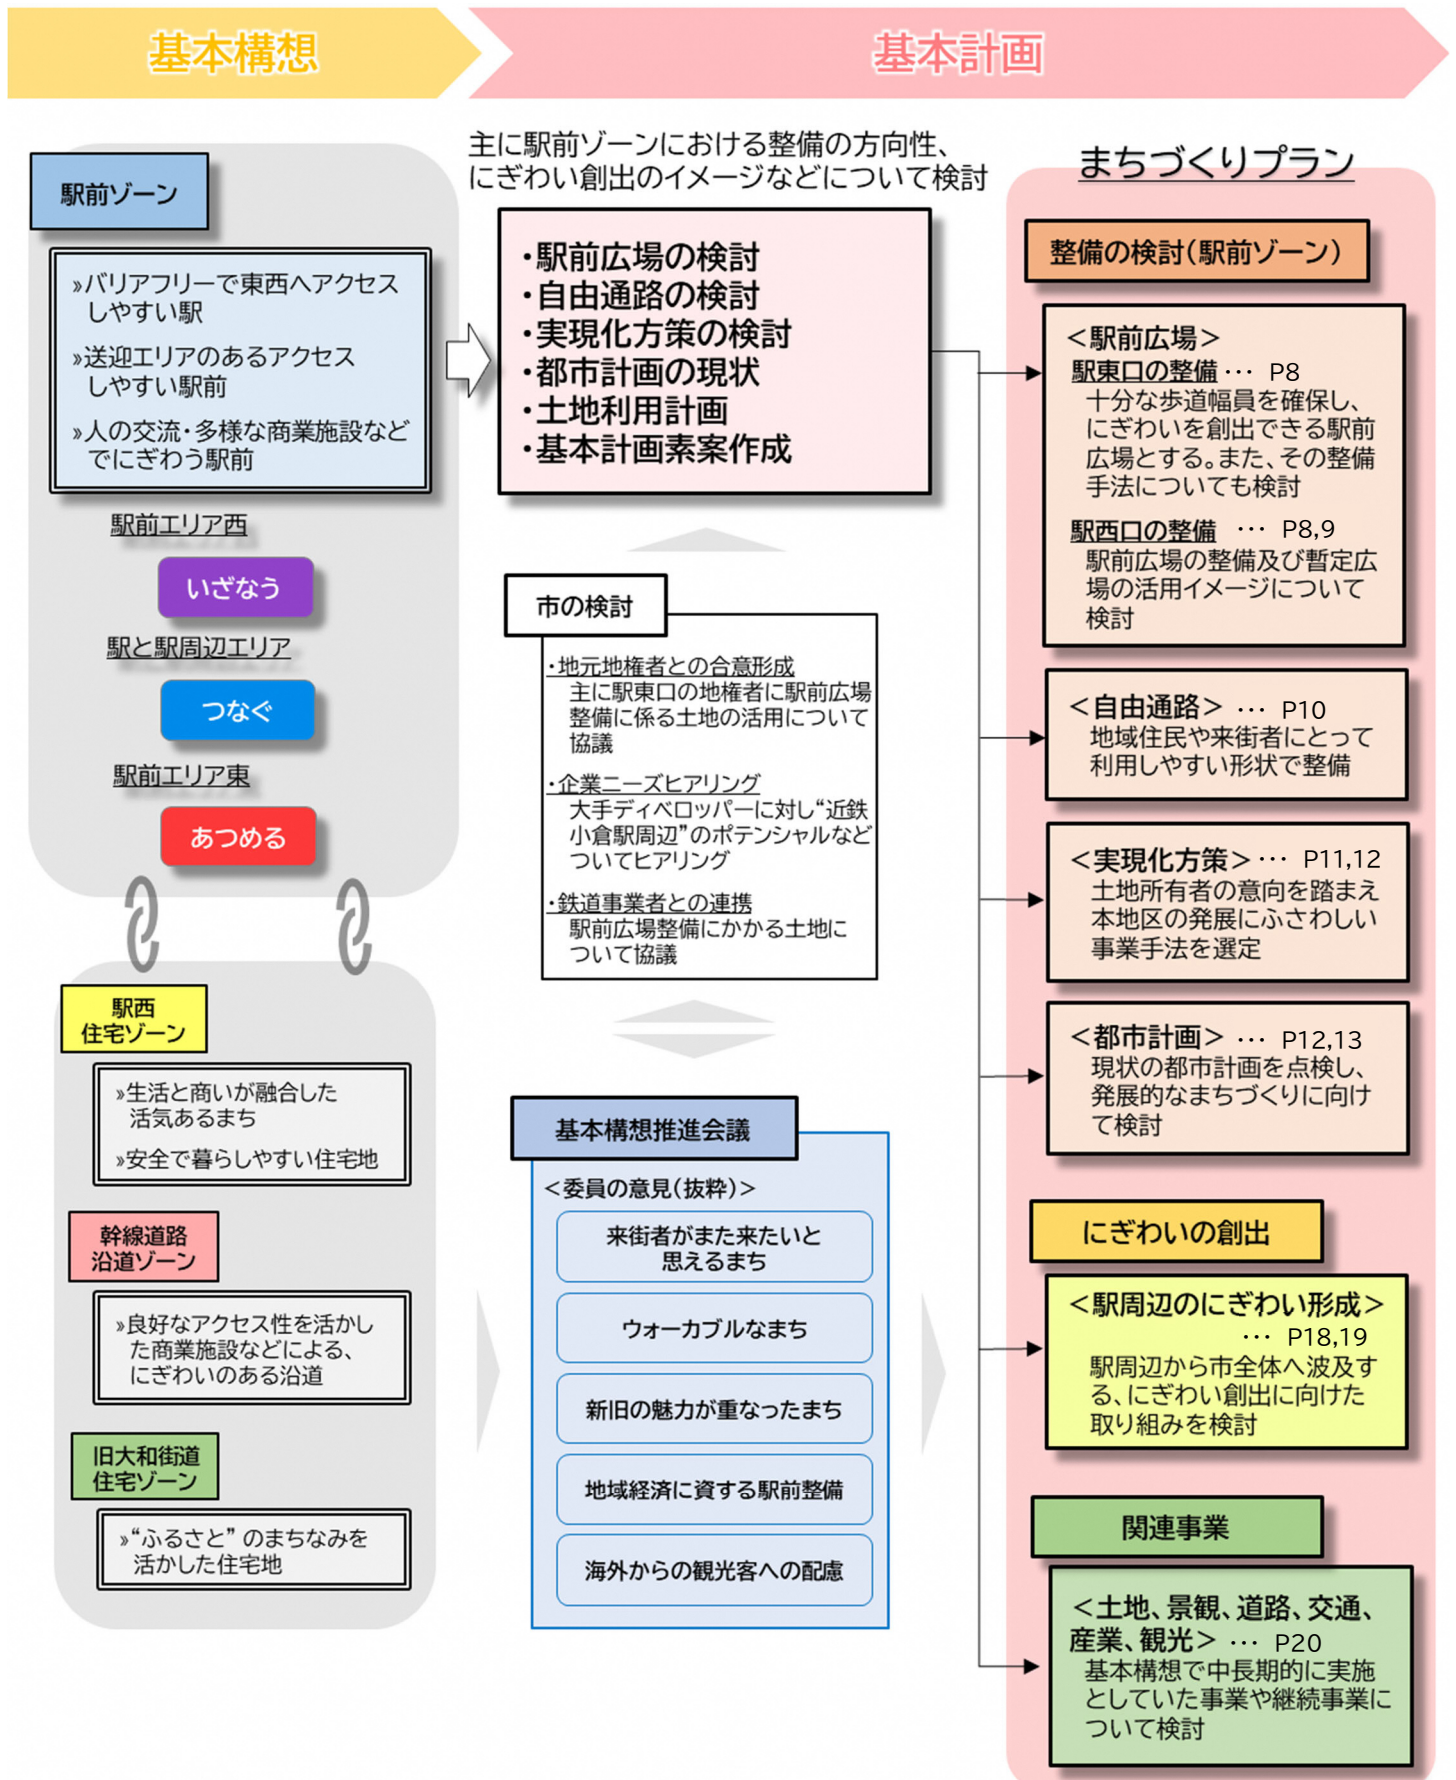 基本構想
基本計画
駅前ゾーン
»バリアフリーで東西へアクセス
しやすい駅
»送迎エリアのあるアクセス
しやすい駅前
»人の交流・多様な商業施設など
でにぎわう駅前
駅前エリア西
いざなう
駅と駅周辺エリア
つなぐ
駅前エリア東
あつめる
駅西
住宅ゾーン
»生活と商いが融合した
活気あるまち
»安全で暮らしやすい住宅地
幹線道路
沿道ゾーン
»良好なアクセス性を活かし
た商業施設などによる、
にぎわいのある沿道
旧大和街道
住宅ゾーン
»“ふるさと” のまちなみを
活かした住宅地
主に駅前ゾーンにおける整備の方向性、
にぎわい創出のイメージなどについて検討
・駅前広場の検討
・自由通路の検討
・実現化方策の検討
・都市計画の現状
・土地利用計画
・基本計画素案作成
市の検討
・地元地権者との合意形成
主に駅東口の地権者に駅前広場
整備に係る土地の活用について
協議
・企業ニーズヒアリング
大手ディベロッパーに対し“近鉄
小倉駅周辺”のポテンシャルなど
ついてヒアリング
・鉄道事業者との連携
駅前広場整備にかかる土地に
ついて協議
基本構想推進会議
＜委員の意見（抜粋）＞
来街者がまた来たいと
思えるまち
ウォーカブルなまち
新旧の魅力が重なったまち
地域経済に資する駅前整備
海外からの観光客への配慮
まちづくりプラン
整備の検討（駅前ゾーン）
＜駅前広場＞
駅東口の整備 … P8
十分な歩道幅員を確保し、
にぎわいを創出できる駅前
広場とする。また、その整備
手法についても検討
駅西口の整備 … P8,9
駅前広場の整備及び暫定広
場の活用イメージについて
検討
＜自由通路＞ … P10
地域住民や来街者にとって
利用しやすい形状で整備
＜実現化方策＞ … P11,12
土地所有者の意向を踏まえ
本地区の発展にふさわしい
事業手法を選定
＜都市計画＞ … P12,13
現状の都市計画を点検し、
発展的なまちづくりに向け
て検討
にぎわいの創出
＜駅周辺のにぎわい形成＞
… P18,19
駅周辺から市全体へ波及す
る、にぎわい創出に向けた
取り組みを検討
関連事業
＜土地、景観、道路、交通、
産業、観光＞ … P20
基本構想で中長期的に実施
としていた事業や継続事業に
ついて検討